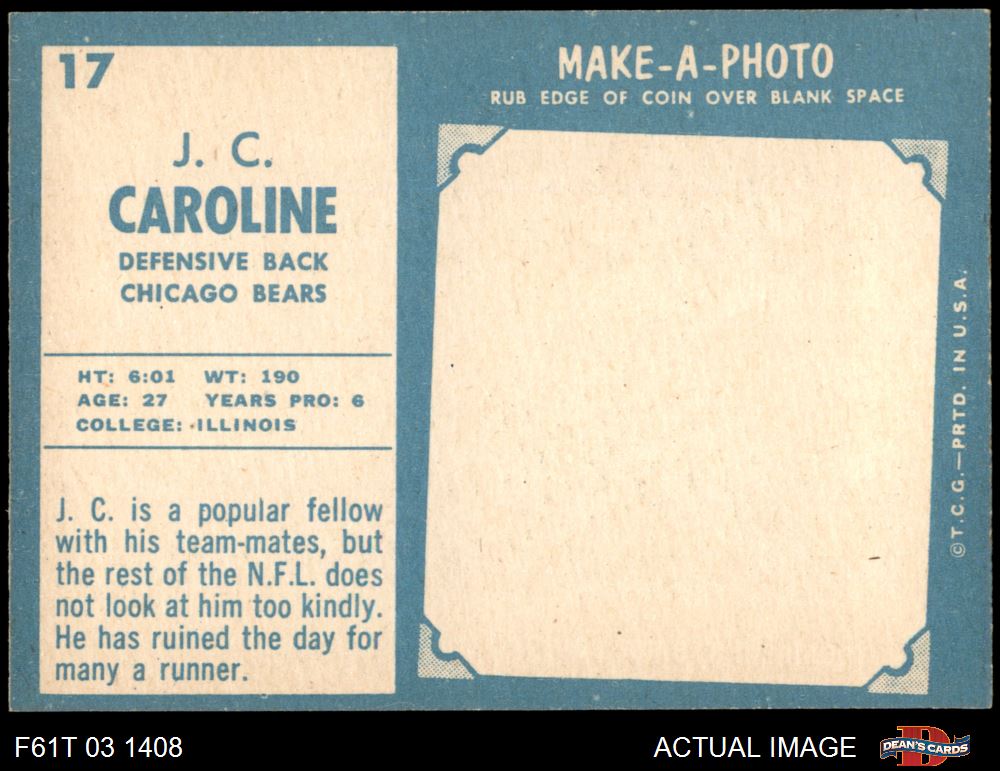 17
J. C.
CAROLINE
DEFENSIVE BACK
CHICAGO BEARS
HT: 6:01 WT: 190
AGE: 27 YEARS PRO: 6
COLLEGE: ILLINOIS
J. C. is a popular fellow
with his team-mates, but
the rest of the N.F.L. does
not look at him too kindly.
He has ruined the day for
many a runner.
MAKE-A-PHOTO
RUB EDGE OF COIN OVER BLANK SPACE
©T.C.G.—PRTD. IN U.S.A.
F61T 03 1408
ACTUAL IMAGE
DEAN'S CARDS